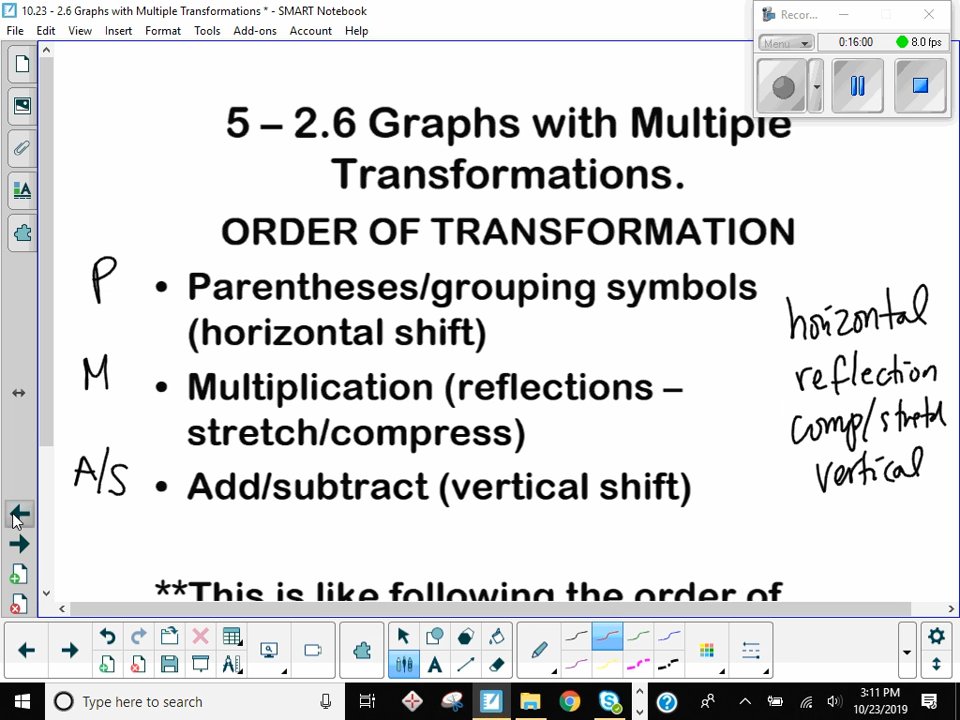 10.23 - 2.6 Graphs with Multiple Transformations * - SMART Notebook
Recor...
File Edit View Insert Format Tools Add-ons Account Help
Menu 0:16:00 8.0 fps
5 – 2.6 Graphs with Multiple
Transformations.
ORDER OF TRANSFORMATION
P • Parentheses/grouping symbols
(horizontal shift)
horizontal
M • Multiplication (reflections –
stretch/compress)
reflection
comp/stretch
A/S • Add/subtract (vertical shift)
vertical
**This is like following the order of
Type here to search
3:11 PM
10/23/2019